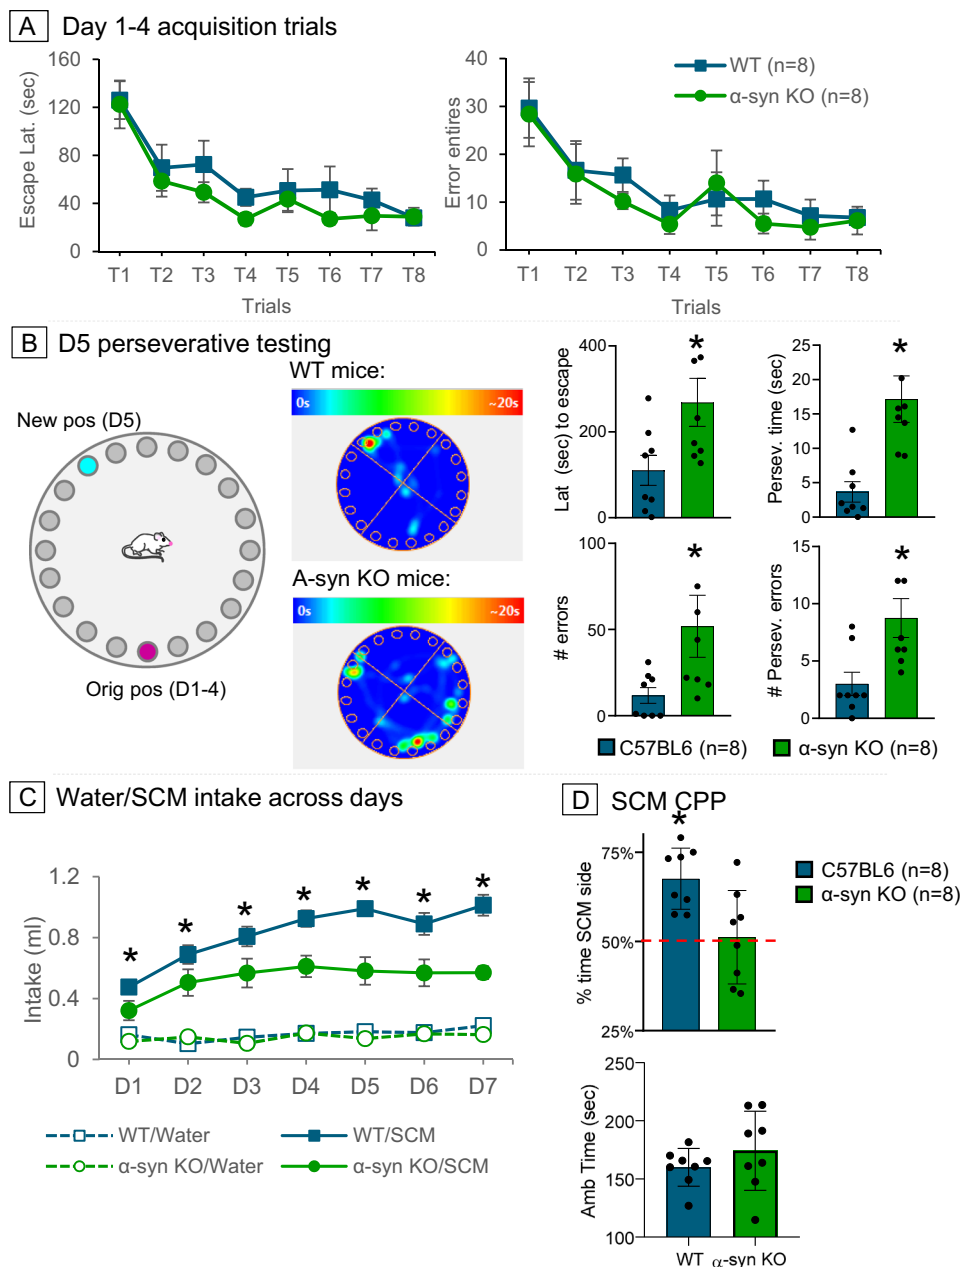 A Day 1-4 acquisition trials
Escape Lat. (sec)
160
120
80
40
0
T1 T2 T3 T4 T5 T6 T7 T8
Trials
Error entires
40
30
20
10
0
T1 T2 T3 T4 T5 T6 T7 T8
Trials
WT (n=8)
α-syn KO (n=8)
B D5 perseverative testing
New pos (D5)
Orig pos (D1-4)
WT mice:
0s ~20s
A-syn KO mice:
0s ~20s
Lat (sec) to escape
400
200
0
*
Persev. time (sec)
25
20
15
10
5
0
*
# errors
100
50
0
*
# Persev. errors
15
10
5
0
*
C57BL6 (n=8) α-syn KO (n=8)
C Water/SCM intake across days
Intake (ml)
1.2
0.8
0.4
0
* * * * * * *
D1 D2 D3 D4 D5 D6 D7
WT/Water WT/SCM
α-syn KO/Water α-syn KO/SCM
D SCM CPP
% time SCM side
75%
50%
25%
*
C57BL6 (n=8)
α-syn KO (n=8)
Amb Time (sec)
250
200
150
100
WT α-syn KO